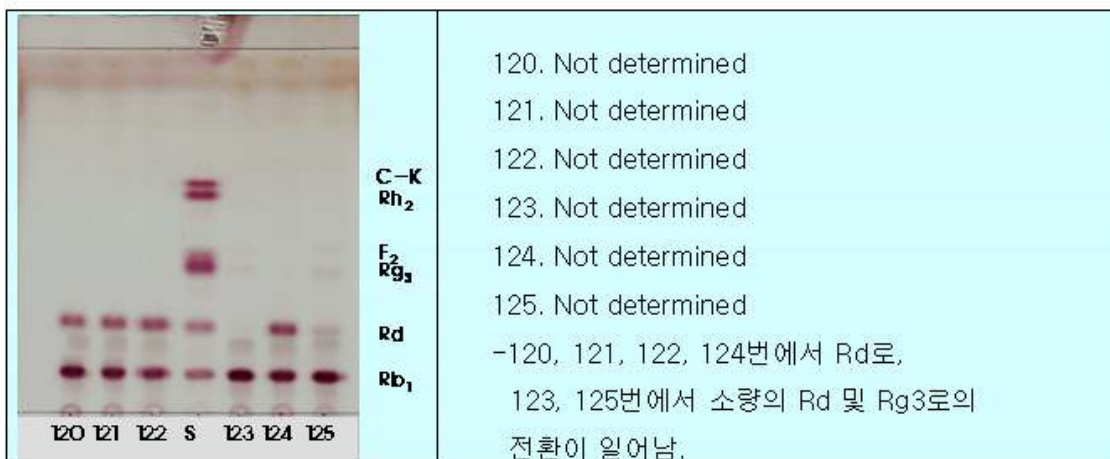 C-K
Rh₂
F₂
Rg₃
Rd
Rb₁
120 121 122 S 123 124 125
120. Not determined
121. Not determined
122. Not determined
123. Not determined
124. Not determined
125. Not determined
-120, 121, 122, 124번에서 Rd로,
123, 125번에서 소량의 Rd 및 Rg3로의
전환이 일어남.